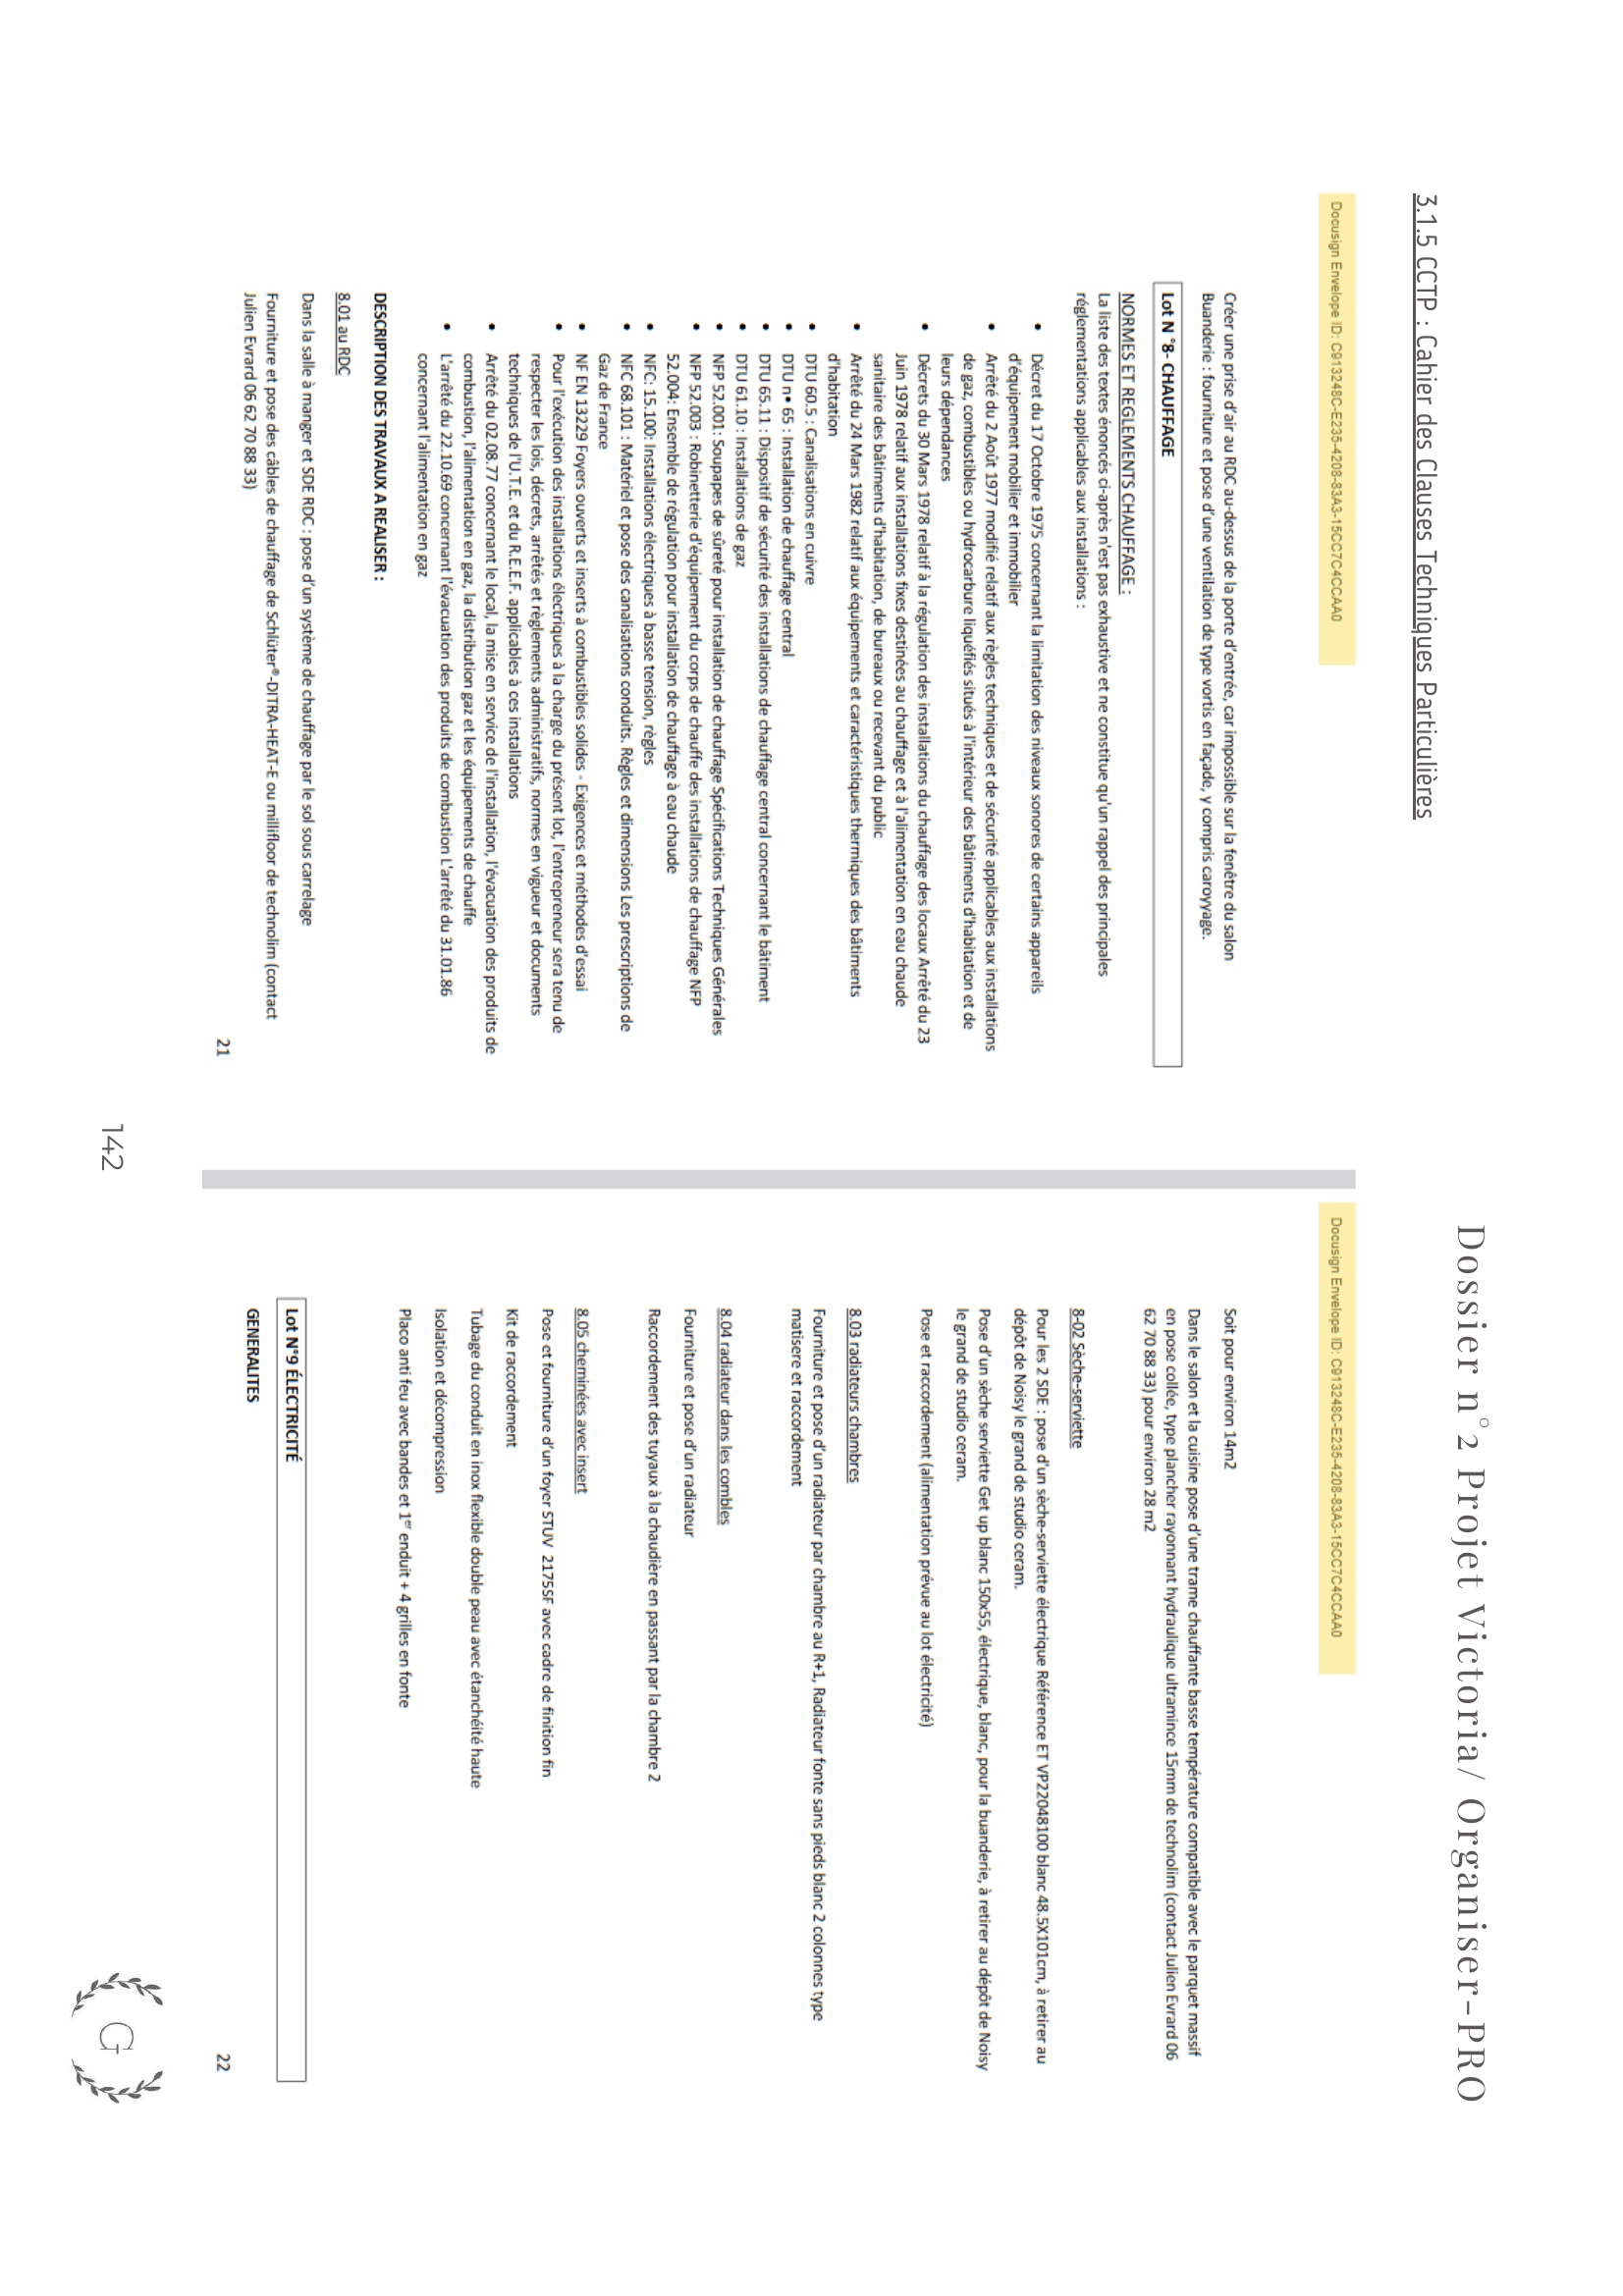 Dossier n°2 Projet Victoria/ Organiser-PRO
3.1.5 CCTP : Cahier des Clauses Techniques Particulières
Docusign Envelope ID: C913248C-E235-4208-83A3-15CC7C4CCAA0
Créer une prise d'air au RDC au-dessus de la porte d'entrée, car impossible sur la fenêtre du salon
Buanderie : fourniture et pose d'une ventilation de type vortis en façade, y compris caroyyage.
Lot N °8- CHAUFFAGE
NORMES ET REGLEMENTS CHAUFFAGE :
La liste des textes énoncés ci-après n'est pas exhaustive et ne constitue qu'un rappel des principales
réglementations applicables aux installations :
• Décret du 17 Octobre 1975 concernant la limitation des niveaux sonores de certains appareils
d'équipement mobilier et immobilier
• Arrêté du 2 Août 1977 modifié relatif aux règles techniques et de sécurité applicables aux installations
de gaz, combustibles ou hydrocarbure liquéfiés situés à l'intérieur des bâtiments d'habitation et de
leurs dépendances
• Décrets du 30 Mars 1978 relatif à la régulation des installations du chauffage des locaux Arrêté du 23
Juin 1978 relatif aux installations fixes destinées au chauffage et à l'alimentation en eau chaude
sanitaire des bâtiments d'habitation, de bureaux ou recevant du public
• Arrêté du 24 Mars 1982 relatif aux équipements et caractéristiques thermiques des bâtiments
d'habitation
• DTU 60.5 : Canalisations en cuivre
• DTU n• 65 : Installation de chauffage central
• DTU 65.11 : Dispositif de sécurité des installations de chauffage central concernant le bâtiment
• DTU 61.10 : Installations de gaz
• NFP 52.001: Soupapes de sûreté pour installation de chauffage Spécifications Techniques Générales
• NFP 52.003 : Robinetterie d'équipement du corps de chauffe des installations de chauffage NFP
52.004: Ensemble de régulation pour installation de chauffage à eau chaude
• NFC: 15.100: Installations électriques à basse tension, règles
• NFC 68.101 : Matériel et pose des canalisations conduits. Règles et dimensions Les prescriptions de
Gaz de France
• NF EN 13229 Foyers ouverts et inserts à combustibles solides - Exigences et méthodes d'essai
• Pour l'exécution des installations électriques à la charge du présent lot, l'entrepreneur sera tenu de
respecter les lois, décrets, arrêtés et règlements administratifs, normes en vigueur et documents
techniques de l'U.T.E. et du R.E.E.F. applicables à ces installations
• Arrêté du 02.08.77 concernant le local, la mise en service de l'installation, l'évacuation des produits de
combustion, l'alimentation en gaz, la distribution gaz et les équipements de chauffe
• L'arrêté du 22.10.69 concernant l'évacuation des produits de combustion L'arrêté du 31.01.86
concernant l'alimentation en gaz
DESCRIPTION DES TRAVAUX A REALISER :
8.01 au RDC
Dans la salle à manger et SDE RDC : pose d'un système de chauffage par le sol sous carrelage
Fourniture et pose des câbles de chauffage de Schlüter®-DITRA-HEAT-E ou millifloor de technolim (contact
Julien Evrard 06 62 70 88 33)
21
Docusign Envelope ID: C913248C-E235-4208-83A3-15CC7C4CCAA0
Soit pour environ 14m2
Dans le salon et la cuisine pose d'une trame chauffante basse température compatible avec le parquet massif
en pose collée, type plancher rayonnant hydraulique ultramince 15mm de technolim (contact Julien Evrard 06
62 70 88 33) pour environ 28 m2
8-02 Sèche-serviette
Pour les 2 SDE : pose d'un sèche-serviette électrique Référence ET VP22048100 blanc 48.5X101cm, à retirer au
dépôt de Noisy le grand de studio ceram.
Pose d'un sèche serviette Get up blanc 150x55, électrique, blanc, pour la buanderie, à retirer au dépôt de Noisy
le grand de studio ceram.
Pose et raccordement (alimentation prévue au lot électricité)
8.03 radiateurs chambres
Fourniture et pose d'un radiateur par chambre au R+1, Radiateur fonte sans pieds blanc 2 colonnes type
matisere et raccordement
8.04 radiateur dans les combles
Fourniture et pose d'un radiateur
Raccordement des tuyaux à la chaudière en passant par la chambre 2
8.05 cheminées avec insert
Pose et fourniture d'un foyer STUV 2175SF avec cadre de finition fin
Kit de raccordement
Tubage du conduit en inox flexible double peau avec étanchéité haute
Isolation et décompression
Placo anti feu avec bandes et 1er enduit + 4 grilles en fonte
Lot N°9 ÉLECTRICITÉ
GENERALITES
22
142
G